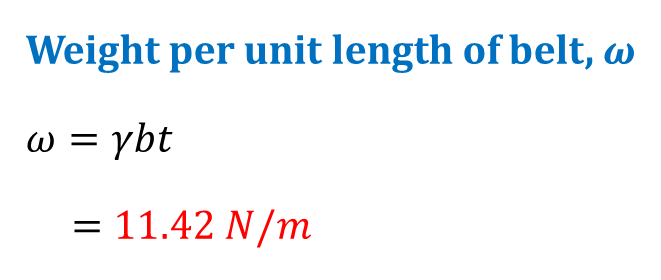 Weight per unit length of belt, ω
ω = γbt
= 11.42 N/m